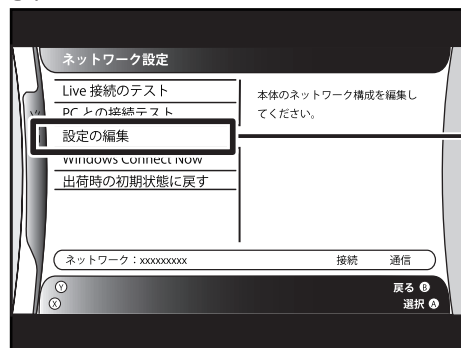 ネットワーク設定
Live 接続のテスト
PC との接続テスト
設定の編集
Windows Connect Now
出荷時の初期状態に戻す
本体のネットワーク構成を編集し
てください。
ネットワーク：xxxxxxxxx 接続 通信
Ⓨ 戻る Ⓑ
Ⓧ 選択 Ⓐ